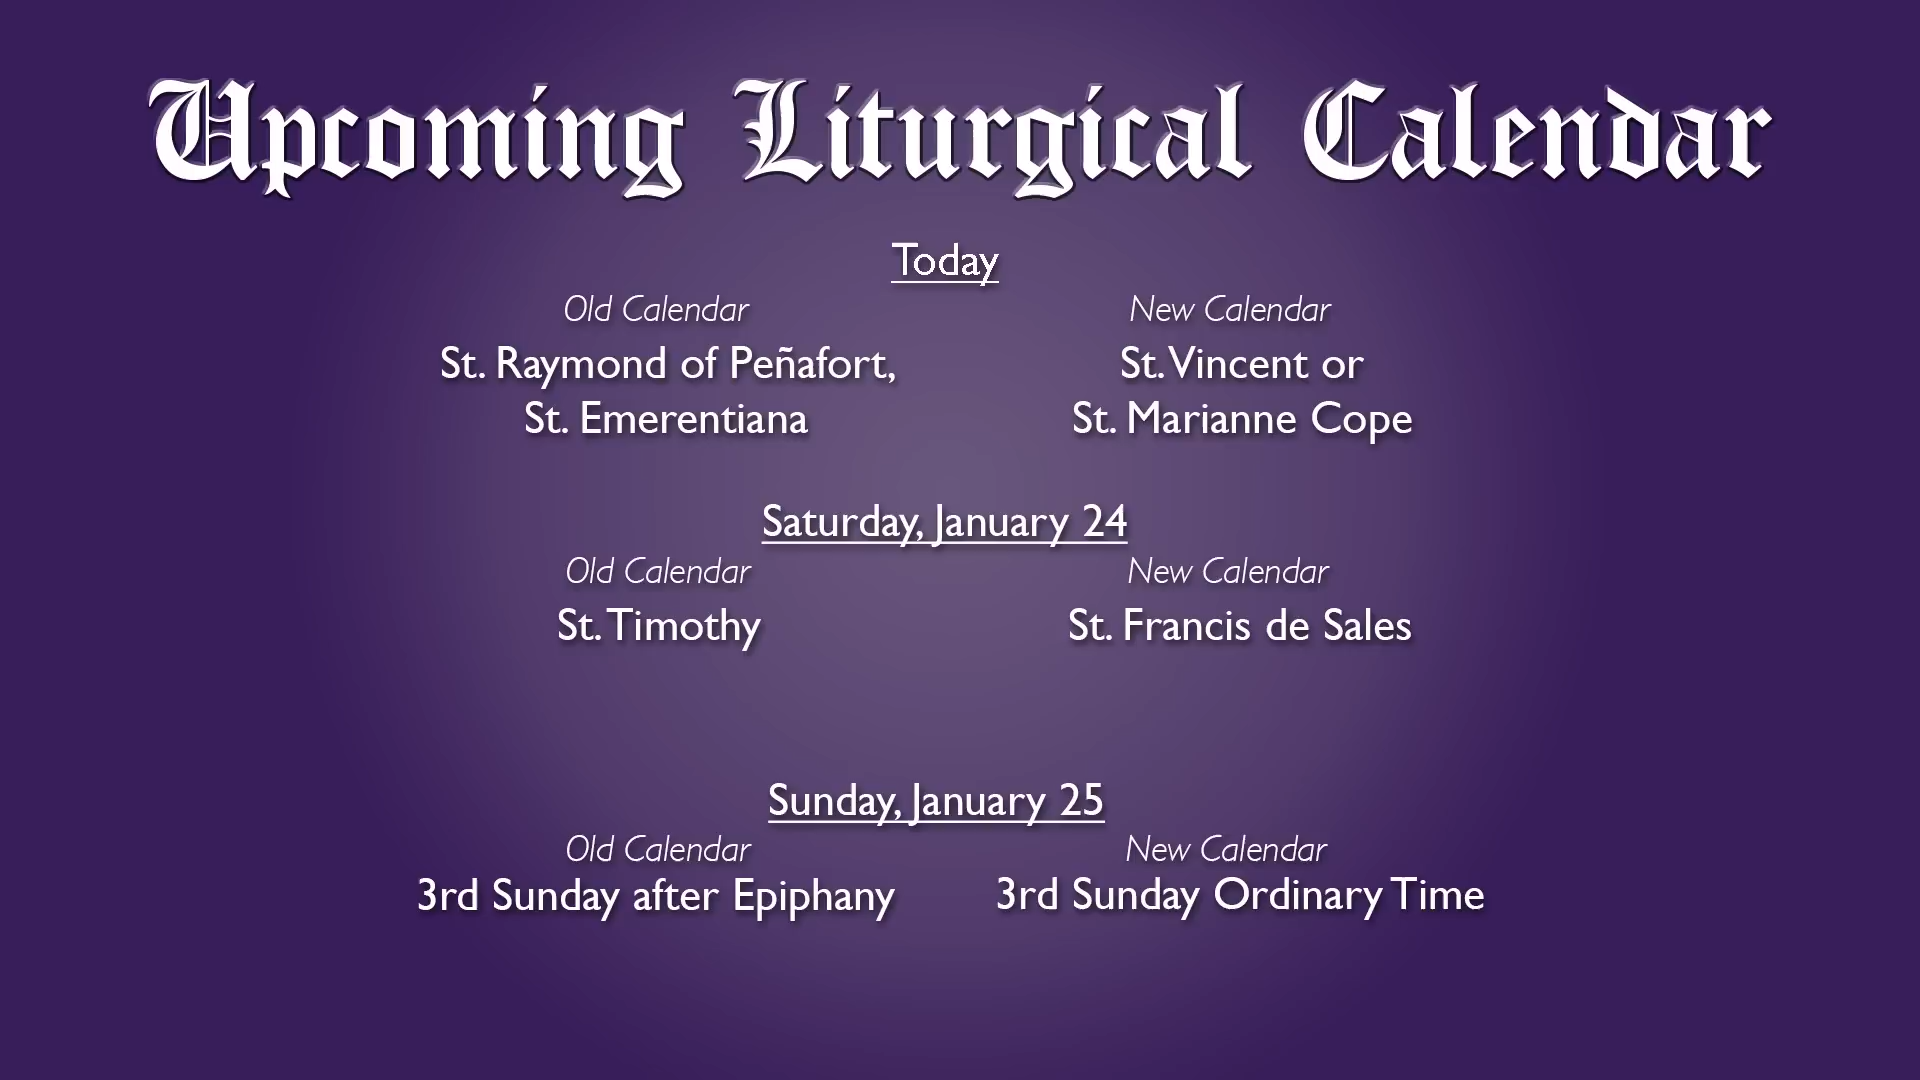 Upcoming Liturgical Calendar
Today
Old Calendar
St. Raymond of Peñafort,
St. Emerentiana
New Calendar
St. Vincent or
St. Marianne Cope
Saturday, January 24
Old Calendar
St. Timothy
New Calendar
St. Francis de Sales
Sunday, January 25
Old Calendar
3rd Sunday after Epiphany
New Calendar
3rd Sunday Ordinary Time